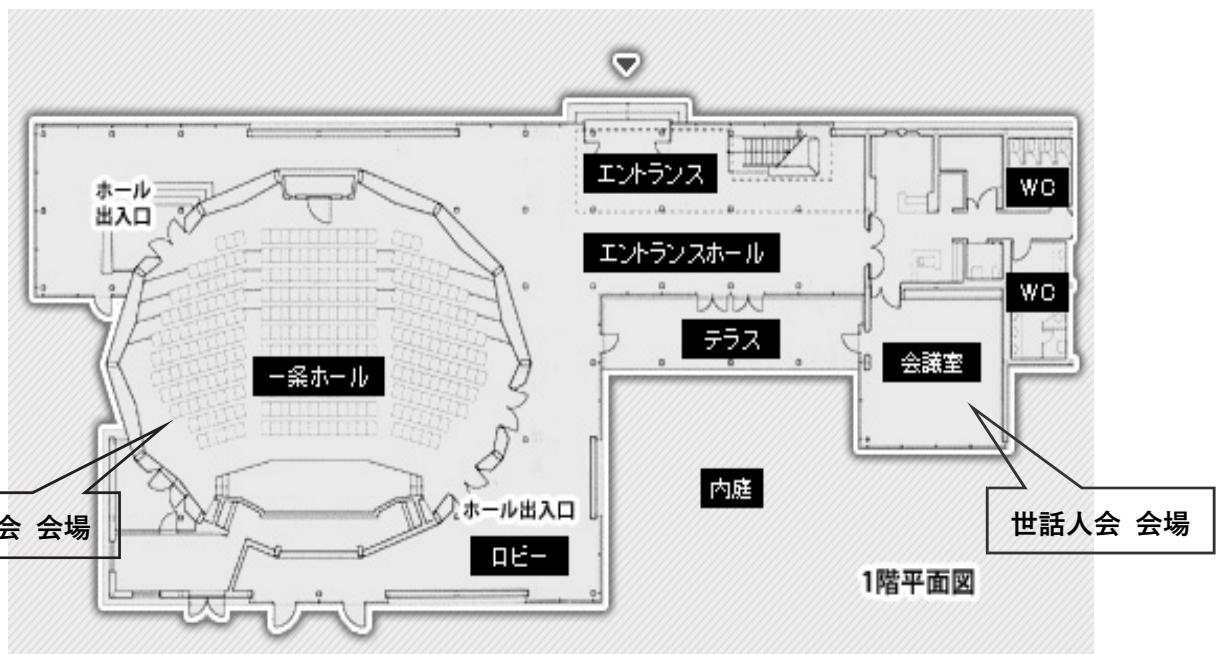 エントランス
ホール
出入口
WC
エントランスホール
WC
テラス
会議室
一条ホール
内庭
会 会場
ホール出入口
世話人会 会場
ロビー
1階平面図